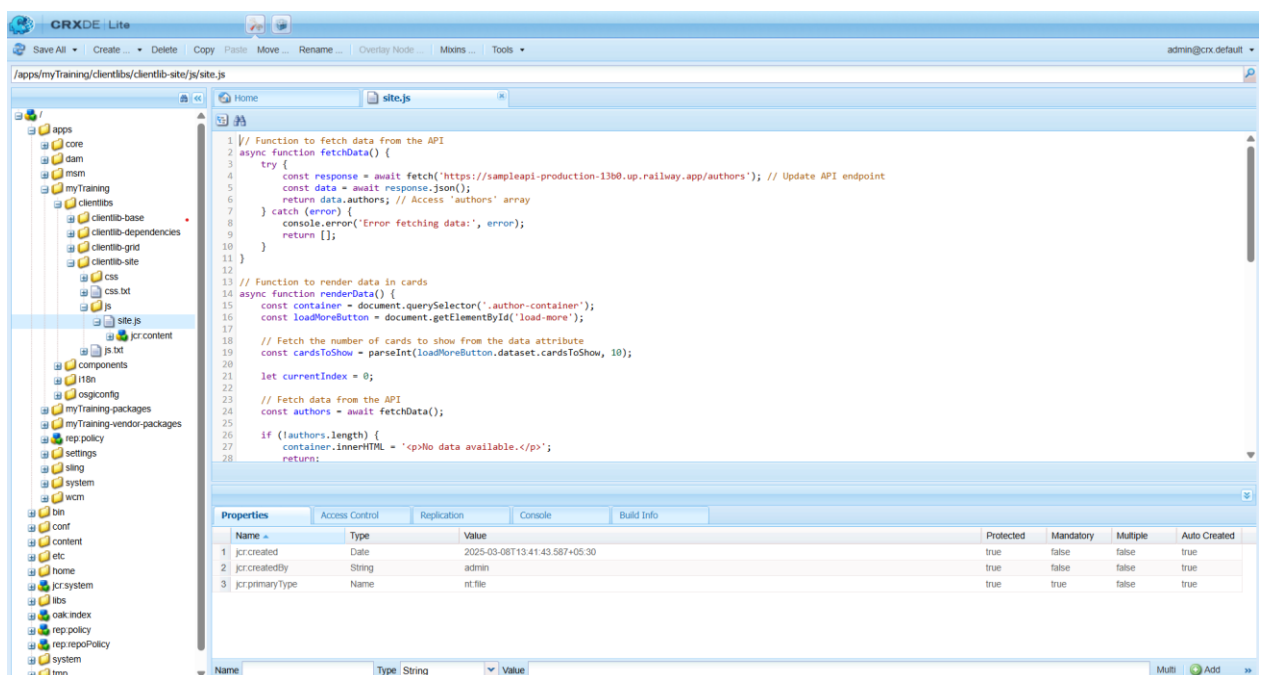 CRXDE Lite
Save All Create ... Delete Copy Paste Move ... Rename ... Overlay Node ... Mixins ... Tools admin@crx.default
/apps/myTraining/clientlibs/clientlib-site/js/site.js
/
apps
core
dam
msm
myTraining
clientlibs
clientlib-base
clientlib-dependencies
clientlib-grid
clientlib-site
css
css.txt
js
site.js
jcr:content
js.txt
components
i18n
osgiconfig
myTraining-packages
myTraining-vendor-packages
rep:policy
settings
sling
system
wcm
bin
conf
content
etc
home
jcr:system
libs
oak:index
rep:policy
rep:repoPolicy
system
tmp
Home site.js
1 // Function to fetch data from the API
2 async function fetchData() {
3 try {
4 const response = await fetch('https://sampleapi-production-13b0.up.railway.app/authors'); // Update API endpoint
5 const data = await response.json();
6 return data.authors; // Access 'authors' array
7 } catch (error) {
8 console.error('Error fetching data:', error);
9 return [];
10 }
11 }
12
13 // Function to render data in cards
14 async function renderData() {
15 const container = document.querySelector('.author-container');
16 const loadMoreButton = document.getElementById('load-more');
17
18 // Fetch the number of cards to show from the data attribute
19 const cardsToShow = parseInt(loadMoreButton.dataset.cardsToShow, 10);
20
21 let currentIndex = 0;
22
23 // Fetch data from the API
24 const authors = await fetchData();
25
26 if (!authors.length) {
27 container.innerHTML = '<p>No data available.</p>';
28 return;
Properties Access Control Replication Console Build Info
Name Type Value Protected Mandatory Multiple Auto Created
1 jcr:created Date 2025-03-08T13:41:43.587+05:30 true false false true
2 jcr:createdBy String admin true false false true
3 jcr:primaryType Name nt:file true true false true
Name Type String Value Multi Add